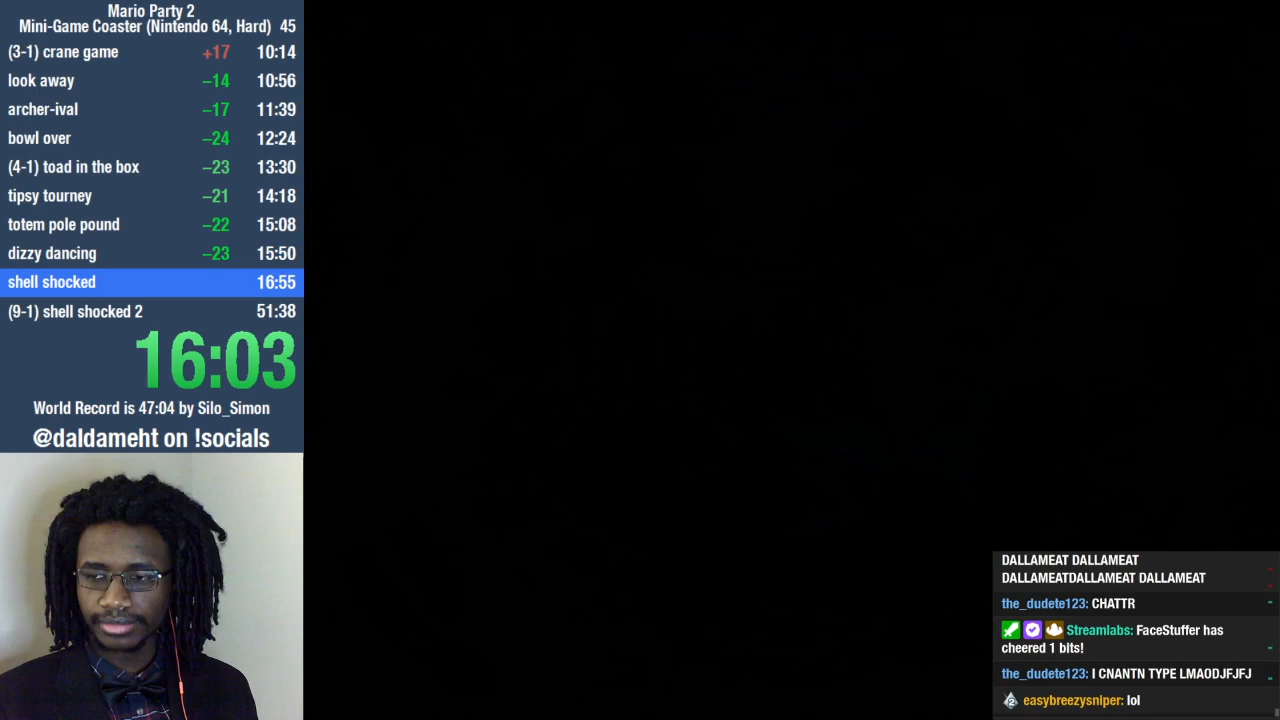 Mario Party 2
Mini-Game Coaster (Nintendo 64, Hard) 45
(3-1) crane game +17 10:14
look away −14 10:56
archer-ival −17 11:39
bowl over −24 12:24
(4-1) toad in the box −23 13:30
tipsy tourney −21 14:18
totem pole pound −22 15:08
dizzy dancing −23 15:50
shell shocked 16:55
(9-1) shell shocked 2 51:38
16:03
World Record is 47:04 by Silo_Simon
@daldameht on !socials
DALLAMEAT DALLAMEAT
DALLAMEATDALLAMEAT DALLAMEAT
the_dudete123: CHATTR
Streamlabs: FaceStuffer has
cheered 1 bits!
the_dudete123: I CNANTN TYPE LMAODJFJFJ
2 easybreezysniper: lol